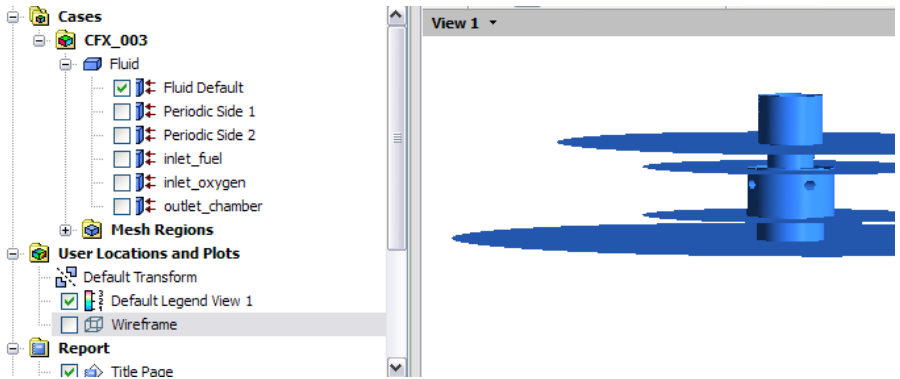 Cases
CFX_003
Fluid
Fluid Default
Periodic Side 1
Periodic Side 2
inlet_fuel
inlet_oxygen
outlet_chamber
Mesh Regions
User Locations and Plots
Default Transform
Default Legend View 1
Wireframe
Report
Title Page
View 1